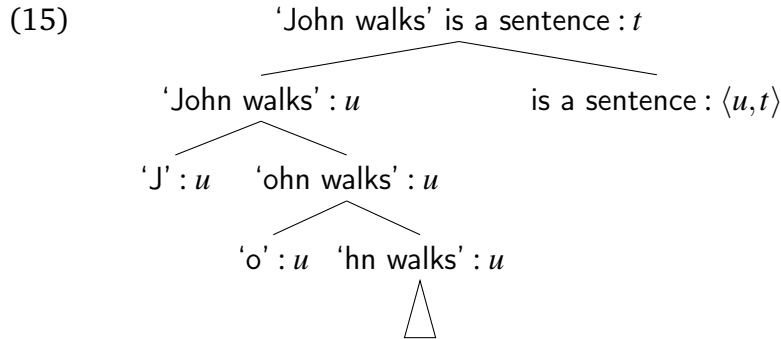 (15) ‘John walks’ is a sentence : t
‘John walks’ : u is a sentence : ⟨u,t⟩
‘J’ : u ‘ohn walks’ : u
‘o’ : u ‘hn walks’ : u